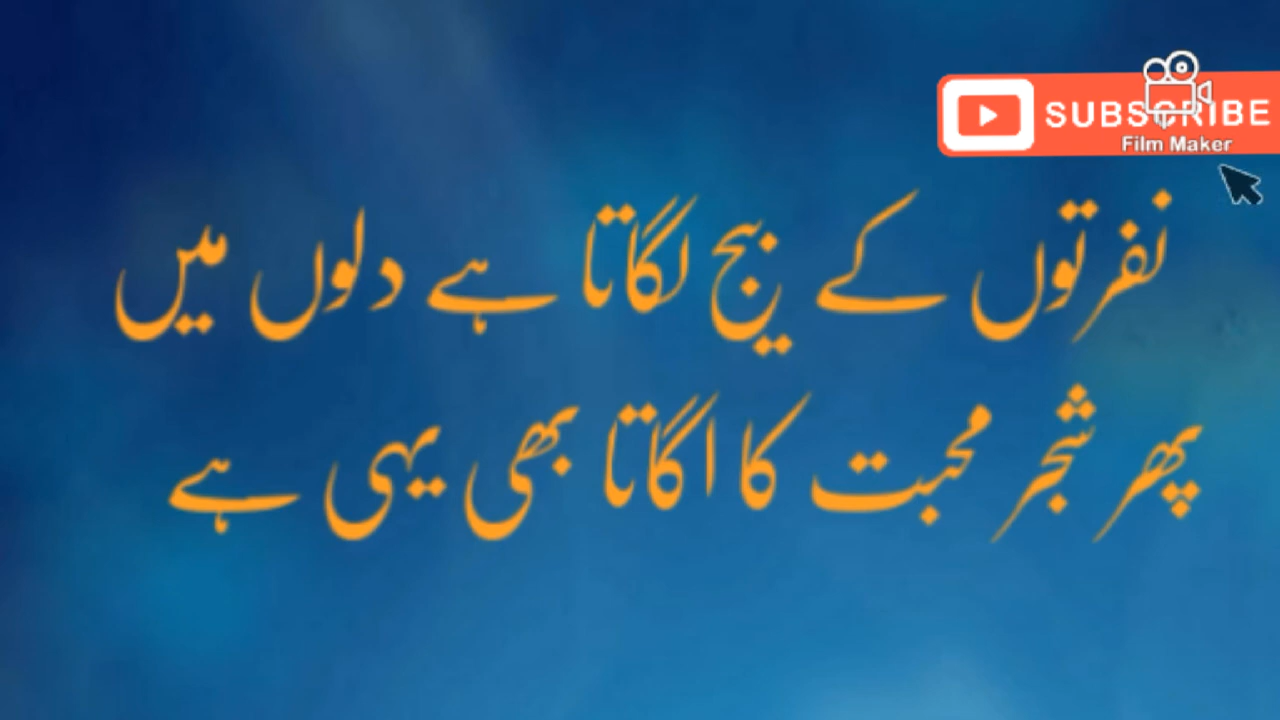 SUBSCRIBE
Film Maker
نفرتوں کے بیج لگاتا ہے دلوں میں
پھر شجر محبت کا اگاتا بھی یہی ہے